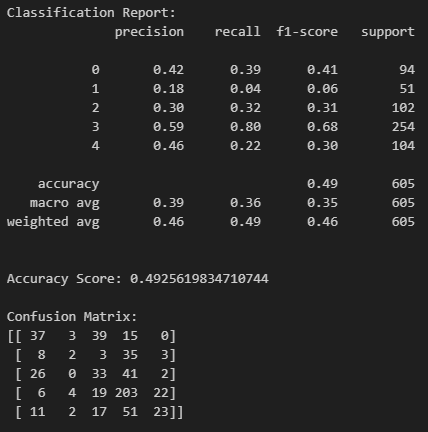 Classification Report:
precision recall f1-score support
0 0.42 0.39 0.41 94
1 0.18 0.04 0.06 51
2 0.30 0.32 0.31 102
3 0.59 0.80 0.68 254
4 0.46 0.22 0.30 104
accuracy 0.49 605
macro avg 0.39 0.36 0.35 605
weighted avg 0.46 0.49 0.46 605
Accuracy Score: 0.4925619834710744
Confusion Matrix:
[[ 37 3 39 15 0]
[ 8 2 3 35 3]
[ 26 0 33 41 2]
[ 6 4 19 203 22]
[ 11 2 17 51 23]]